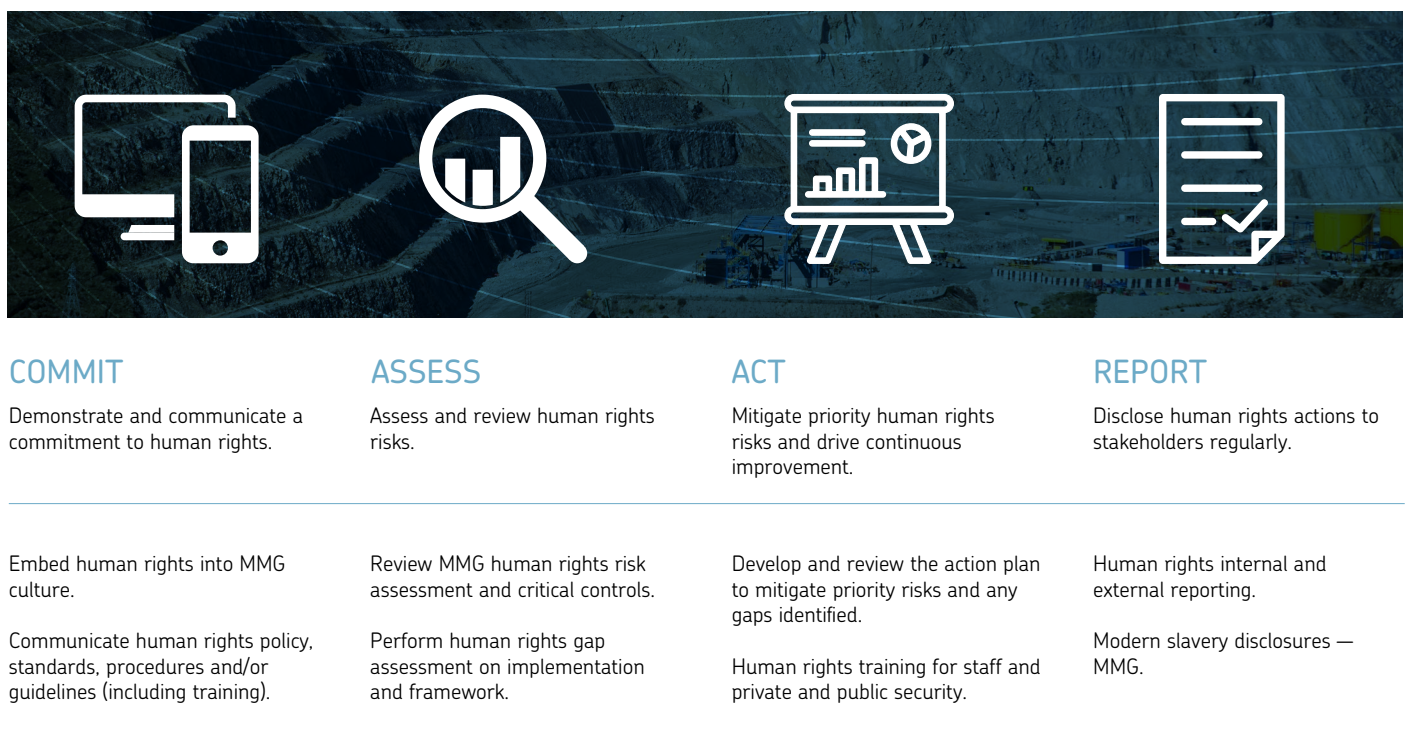 COMMIT
Demonstrate and communicate a
commitment to human rights.
ASSESS
Assess and review human rights
risks.
ACT
Mitigate priority human rights
risks and drive continuous
improvement.
REPORT
Disclose human rights actions to
stakeholders regularly.
Embed human rights into MMG
culture.
Communicate human rights policy,
standards, procedures and/or
guidelines (including training).
Review MMG human rights risk
assessment and critical controls.
Perform human rights gap
assessment on implementation
and framework.
Develop and review the action plan
to mitigate priority risks and any
gaps identified.
Human rights training for staff and
private and public security.
Human rights internal and
external reporting.
Modern slavery disclosures —
MMG.